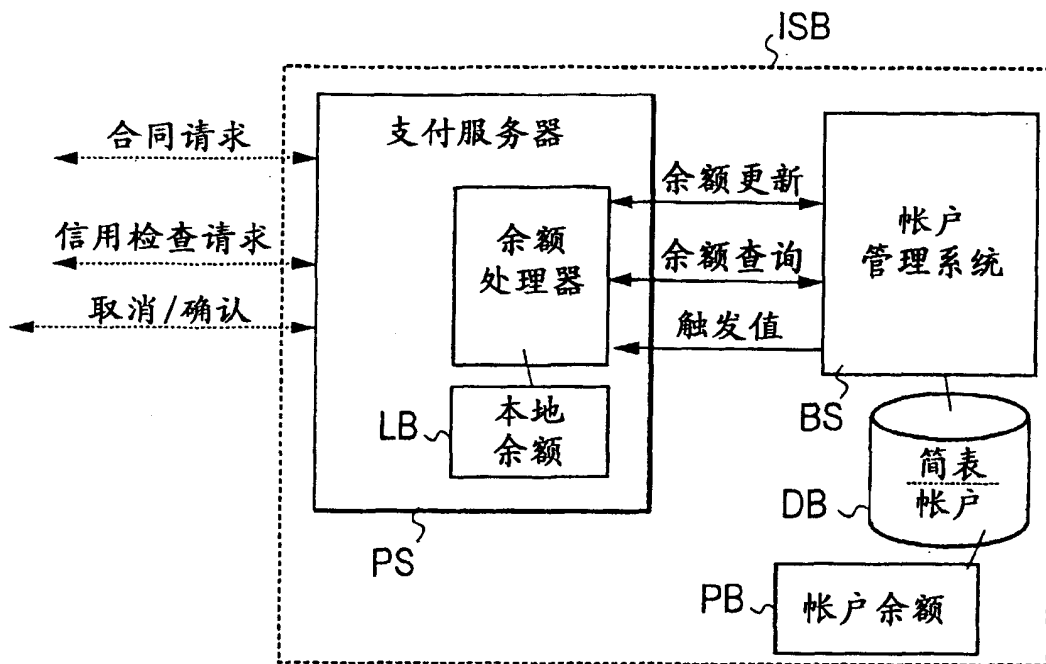 ISB
合同请求
信用检查请求
取消/确认
支付服务器
余额
处理器
本地
余额
LB
PS
余额更新
余额查询
触发值
帐户
管理系统
BS
简表
帐户
DB
帐户余额
PB